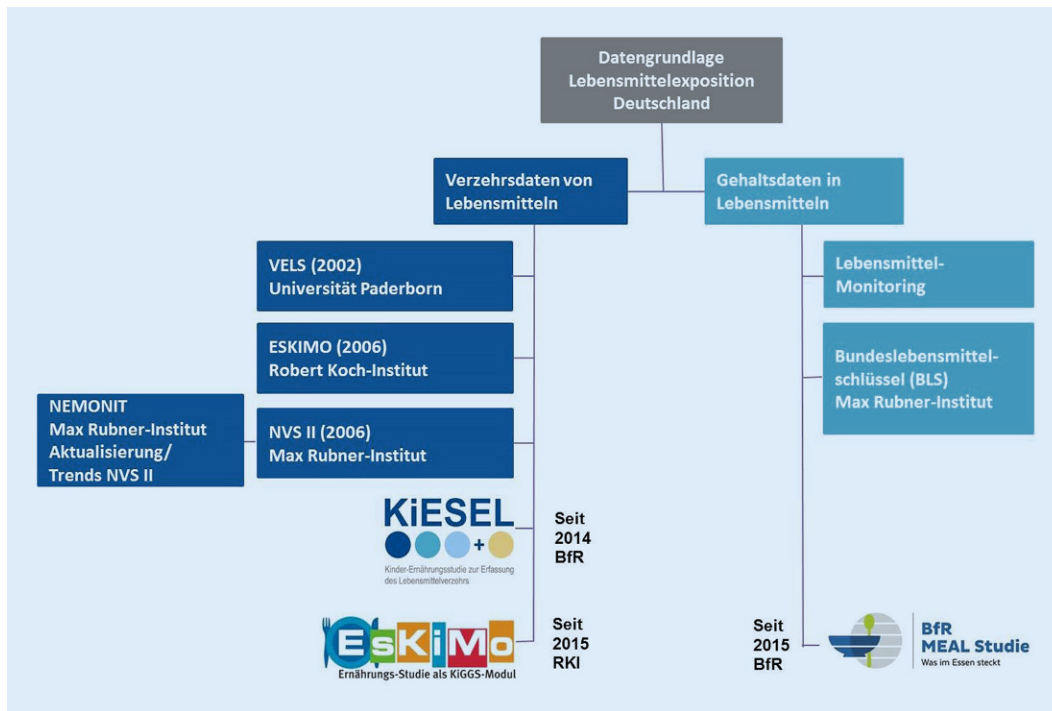 Datengrundlage
Lebensmittelexposition
Deutschland
Verzehrsdaten von
Lebensmitteln
Gehaltsdaten in
Lebensmitteln
VELS (2002)
Universität Paderborn
ESKIMO (2006)
Robert Koch-Institut
NEMONIT
Max Rubner-Institut
Aktualisierung/
Trends NVS II
NVS II (2006)
Max Rubner-Institut
KiESEL
+
Kinder-Ernährungsstudie zur Erfassung
des Lebensmittelverzehrs
Seit
2014
BfR
EsKiMo
Ernährungs-Studie als KiGGS-Modul
Seit
2015
RKI
Lebensmittel-
Monitoring
Bundeslebensmittel-
schlüssel (BLS)
Max Rubner-Institut
Seit
2015
BfR
BfR
MEAL Studie
Was im Essen steckt